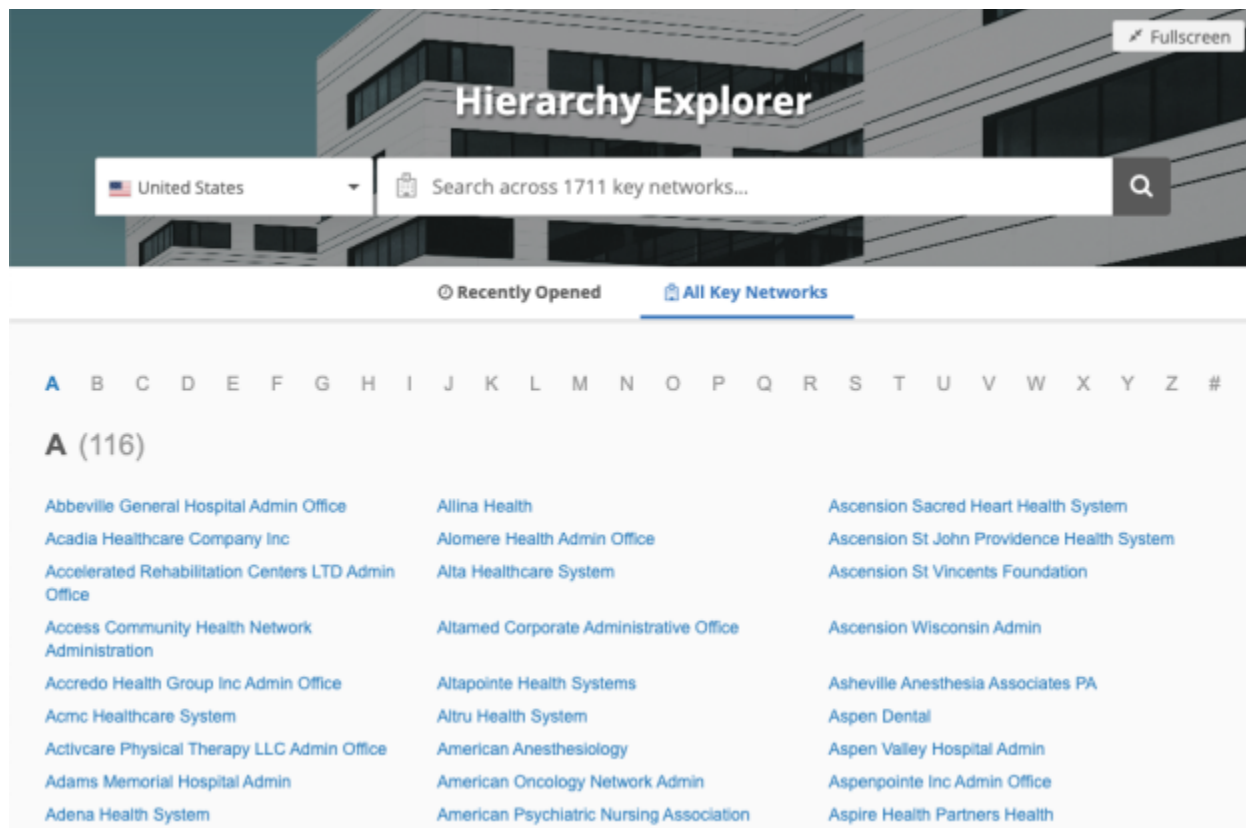 Fullscreen
Hierarchy Explorer
United States
Search across 1711 key networks...
Recently Opened
All Key Networks
A B C D E F G H I J K L M N O P Q R S T U V W X Y Z #
A (116)
Abbeville General Hospital Admin Office
Acadia Healthcare Company Inc
Accelerated Rehabilitation Centers LTD Admin
Office
Access Community Health Network
Administration
Accredo Health Group Inc Admin Office
Acmc Healthcare System
Activcare Physical Therapy LLC Admin Office
Adams Memorial Hospital Admin
Adena Health System
Allina Health
Alomere Health Admin Office
Alta Healthcare System
Altamed Corporate Administrative Office
Altapointe Health Systems
Altru Health System
American Anesthesiology
American Oncology Network Admin
American Psychiatric Nursing Association
Ascension Sacred Heart Health System
Ascension St John Providence Health System
Ascension St Vincents Foundation
Ascension Wisconsin Admin
Asheville Anesthesia Associates PA
Aspen Dental
Aspen Valley Hospital Admin
Aspenpointe Inc Admin Office
Aspire Health Partners Health